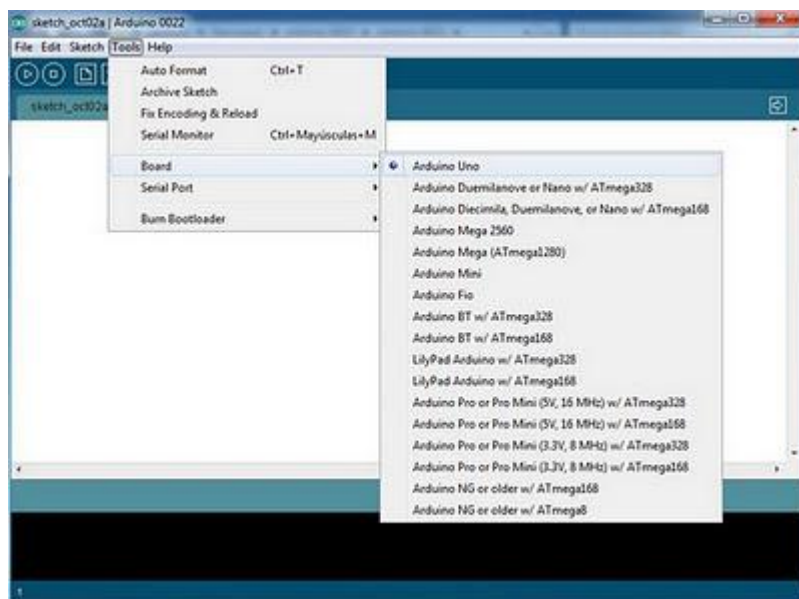 sketch_oct02a | Arduino 0022
File Edit Sketch Tools Help
sketch_oct02a
Auto Format Ctrl+T
Archive Sketch
Fix Encoding & Reload
Serial Monitor Ctrl+Mayúsculas+M
Board
Serial Port
Burn Bootloader
Arduino Uno
Arduino Duemilanove or Nano w/ ATmega328
Arduino Diecimila, Duemilanove, or Nano w/ ATmega168
Arduino Mega 2560
Arduino Mega (ATmega1280)
Arduino Mini
Arduino Fio
Arduino BT w/ ATmega328
Arduino BT w/ ATmega168
LilyPad Arduino w/ ATmega328
LilyPad Arduino w/ ATmega168
Arduino Pro or Pro Mini (5V, 16 MHz) w/ ATmega328
Arduino Pro or Pro Mini (5V, 16 MHz) w/ ATmega168
Arduino Pro or Pro Mini (3.3V, 8 MHz) w/ ATmega328
Arduino Pro or Pro Mini (3.3V, 8 MHz) w/ ATmega168
Arduino NG or older w/ ATmega168
Arduino NG or older w/ ATmega8
1